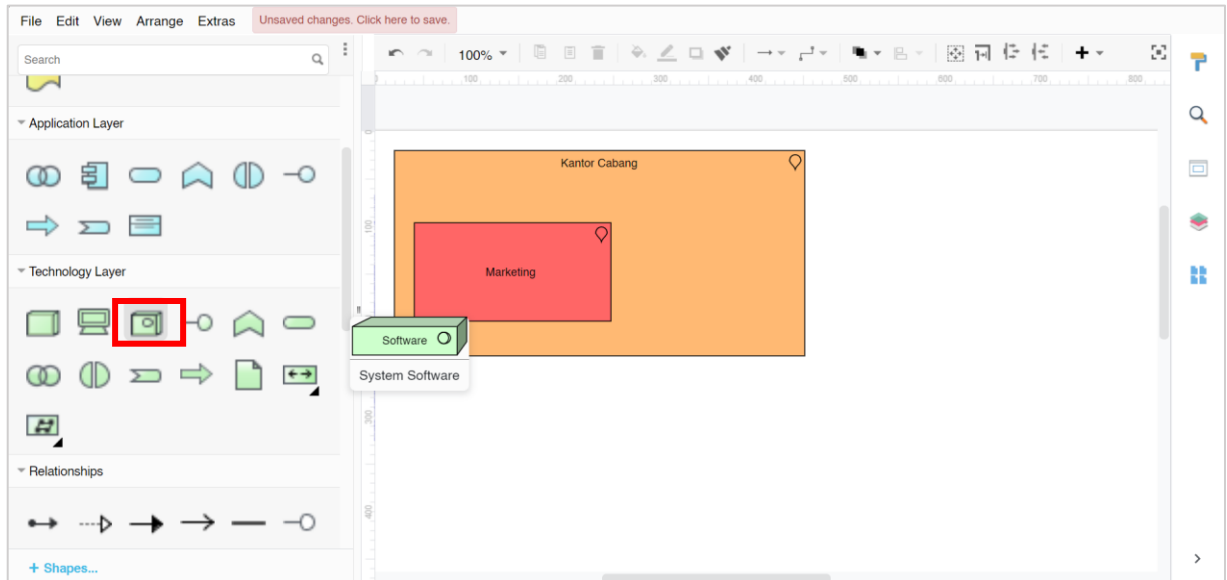 File Edit View Arrange Extras Unsaved changes. Click here to save.
Search
100%
100 200 300 400 500 600 700 800
Application Layer
0
Kantor Cabang
100
Technology Layer
Marketing
Software
System Software
300
Relationships
400
+ Shapes...